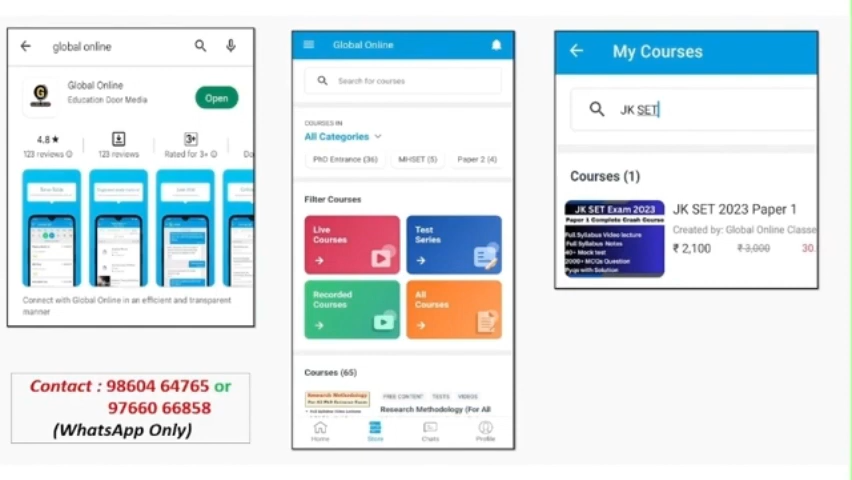 global online
Global Online
Education Door Media
Open
4.8★
123 reviews
123 reviews
3+
Rated for 3+
Do
Connect with Global Online in an efficient and transparent
manner
Contact : 98604 64765 or
97660 66858
(WhatsApp Only)
Global Online
Search for courses
COURSES IN
All Categories
PhD Entrance (36)
MHSET (5)
Paper 2 (4)
Filter Courses
Live
Courses
Test
Series
Recorded
Courses
All
Courses
Courses (65)
Research Methodology
FREE CONTENT
TESTS
VIDEOS
Research Methodology (For All
Home
Store
Chats
Profile
My Courses
JK SET
Courses (1)
JK SET Exam 2023
Paper 1 Complete Crash Course
Full Syllabus Video lecture
Full Syllabus Notes
Mock test
2000+ MCQs Question
Pyqs with Solution
JK SET 2023 Paper 1
Created by: Global Online Classe
₹ 2,100
₹ 3,000
30.